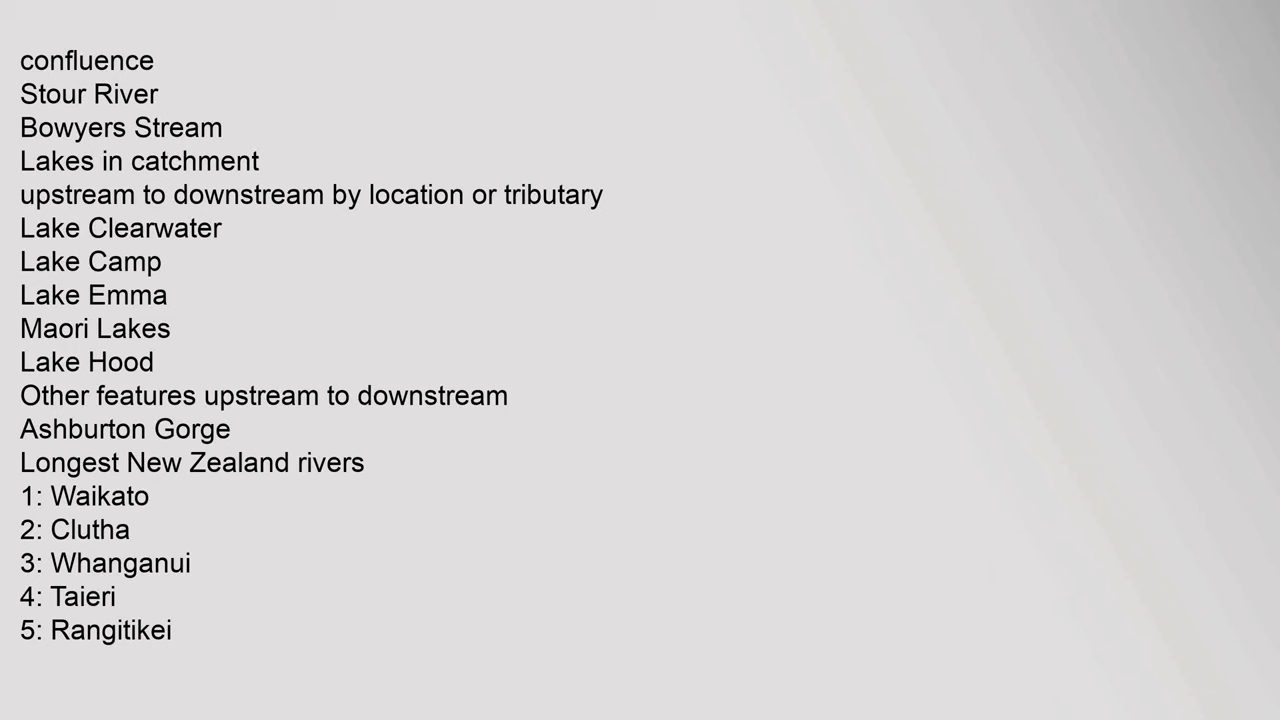 confluence
Stour River
Bowyers Stream
Lakes in catchment
upstream to downstream by location or tributary
Lake Clearwater
Lake Camp
Lake Emma
Maori Lakes
Lake Hood
Other features upstream to downstream
Ashburton Gorge
Longest New Zealand rivers
1: Waikato
2: Clutha
3: Whanganui
4: Taieri
5: Rangitikei